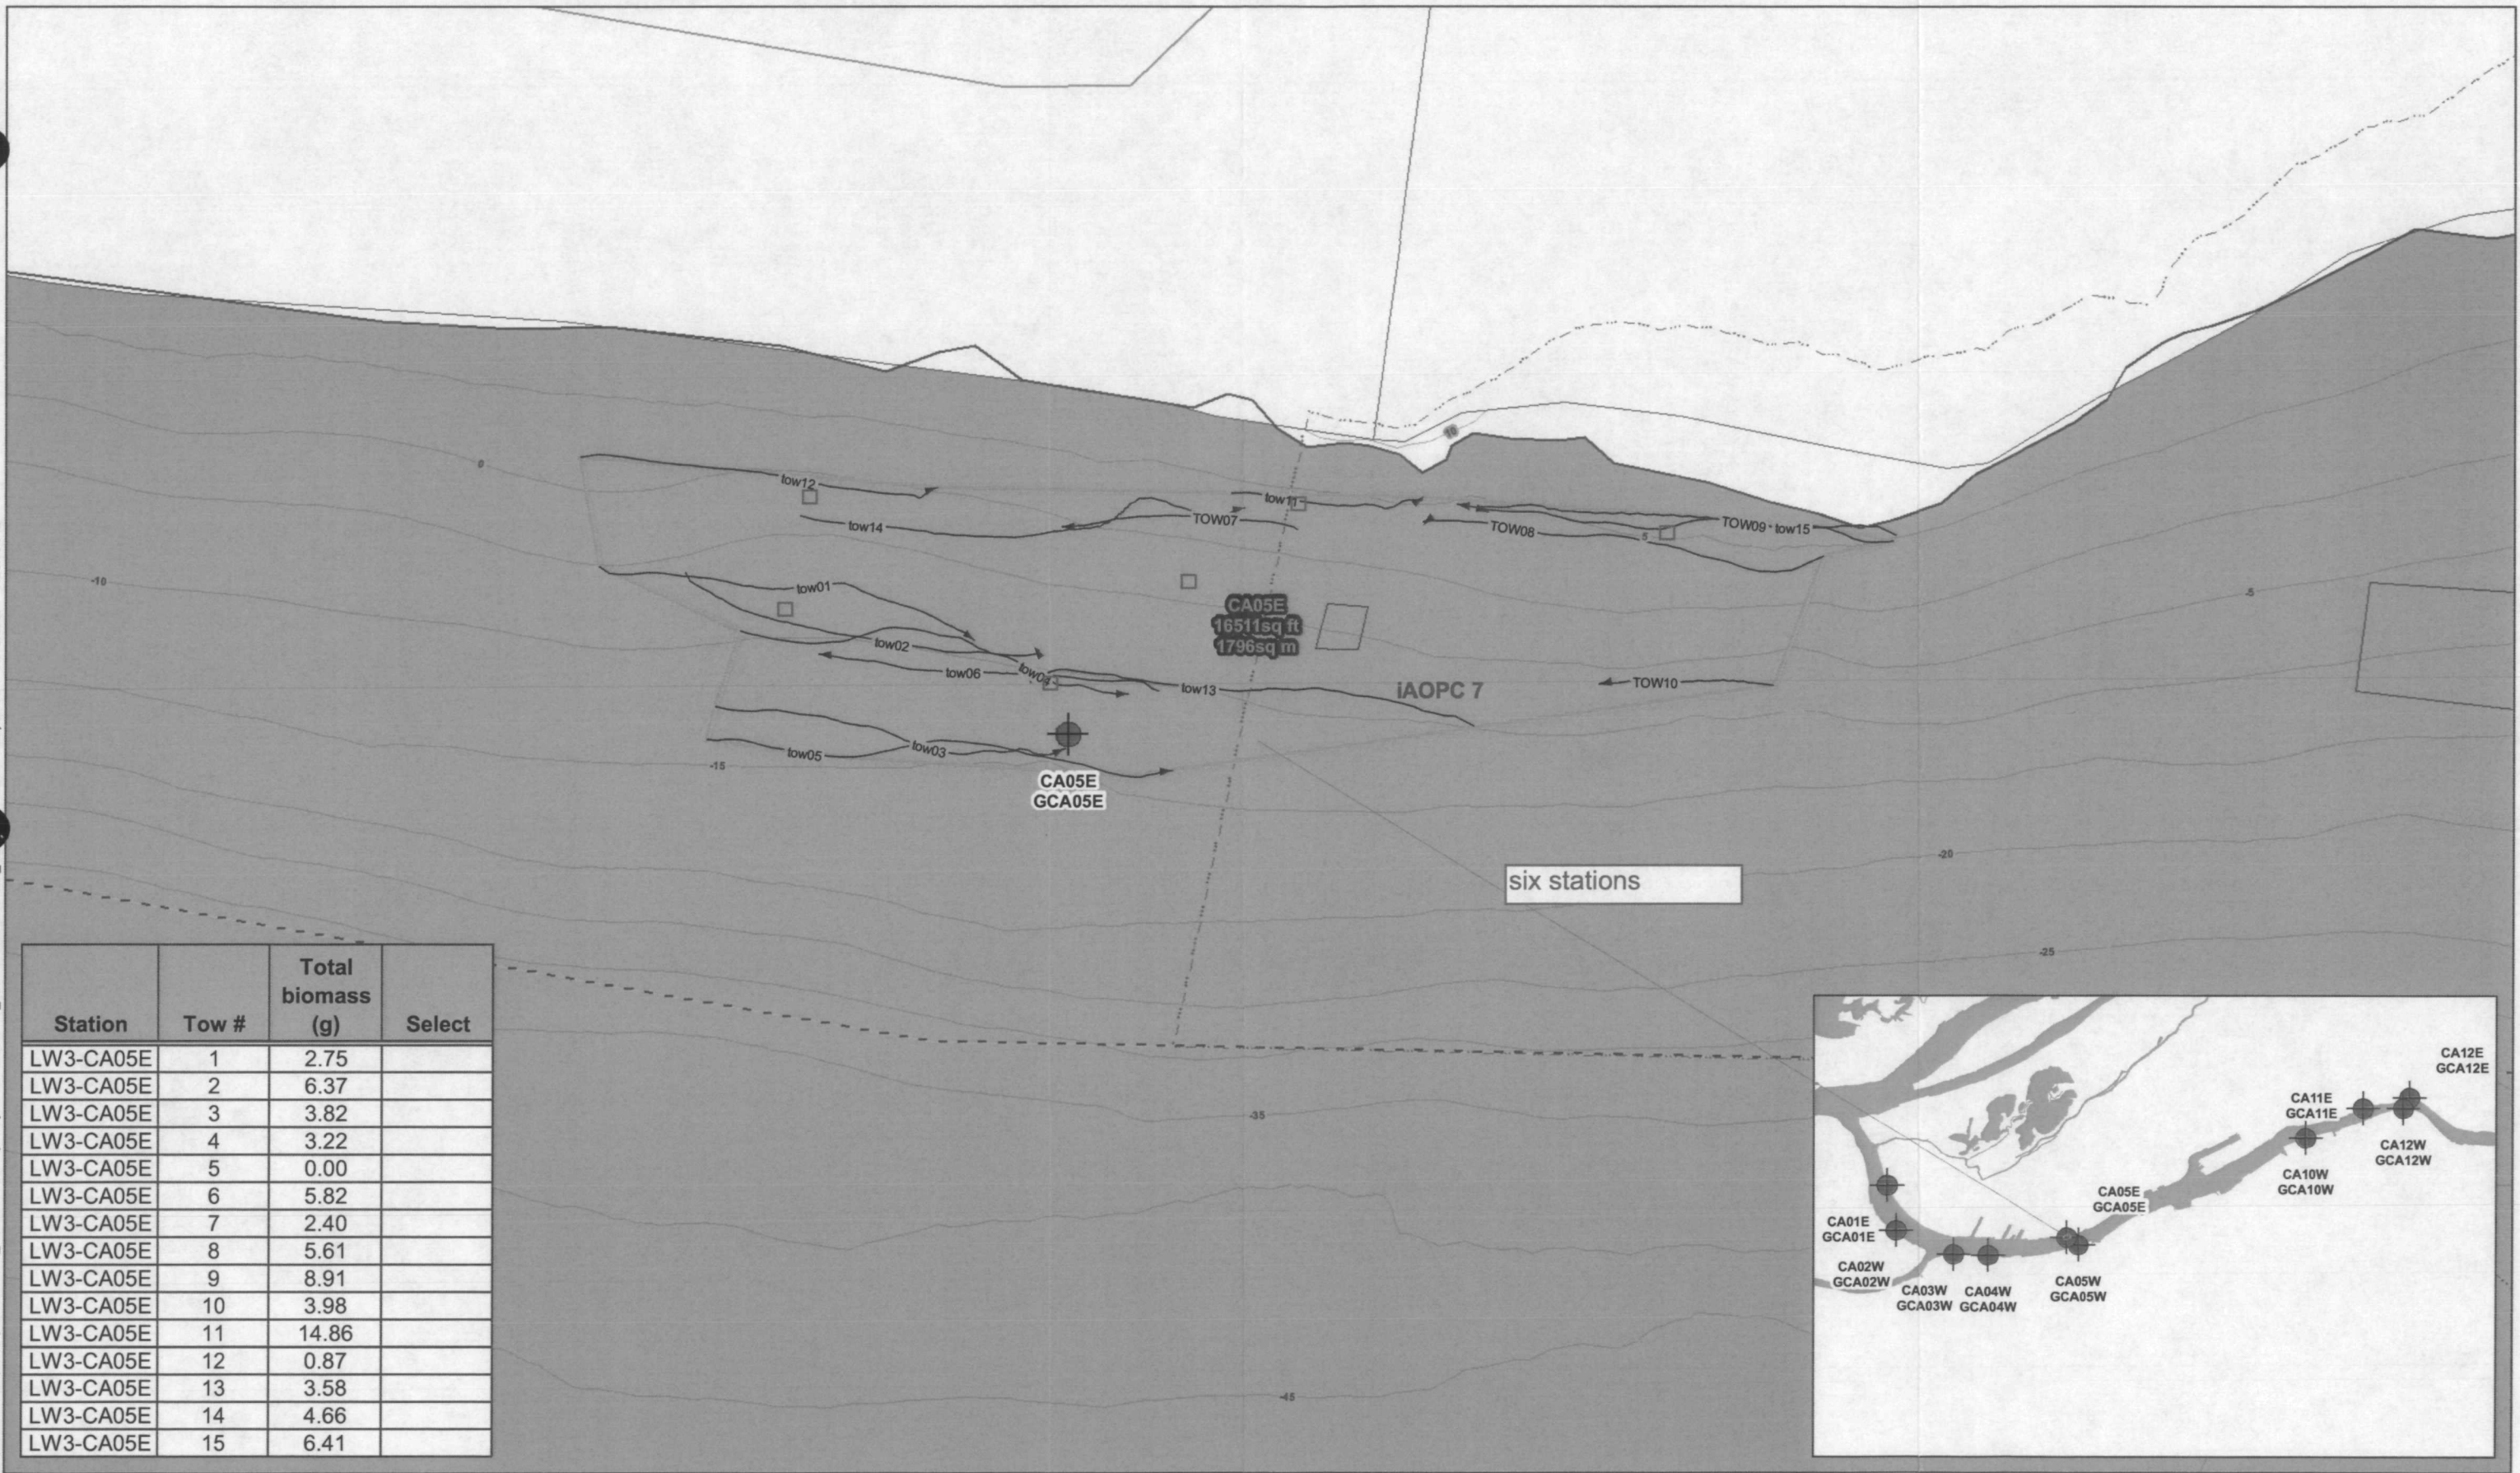 10
0
tow12
tow11
tow14
TOW07
TOW08
5
TOW09
tow15
-10
tow01
-5
CA05E
16511sq ft
1796sq m
tow02
tow06
tow04
tow13
iAOPC 7
TOW10
tow05
tow03
-15
CA05E
GCA05E
-20
six stations
-25
-35
-45
Station Tow # Total biomass (g) Select
LW3-CA05E 1 2.75
LW3-CA05E 2 6.37
LW3-CA05E 3 3.82
LW3-CA05E 4 3.22
LW3-CA05E 5 0.00
LW3-CA05E 6 5.82
LW3-CA05E 7 2.40
LW3-CA05E 8 5.61
LW3-CA05E 9 8.91
LW3-CA05E 10 3.98
LW3-CA05E 11 14.86
LW3-CA05E 12 0.87
LW3-CA05E 13 3.58
LW3-CA05E 14 4.66
LW3-CA05E 15 6.41
CA12E
GCA12E
CA11E
GCA11E
CA12W
GCA12W
CA10W
GCA10W
CA05E
GCA05E
CA01E
GCA01E
CA02W
GCA02W
CA03W
GCA03W
CA04W
GCA04W
CA05W
GCA05W